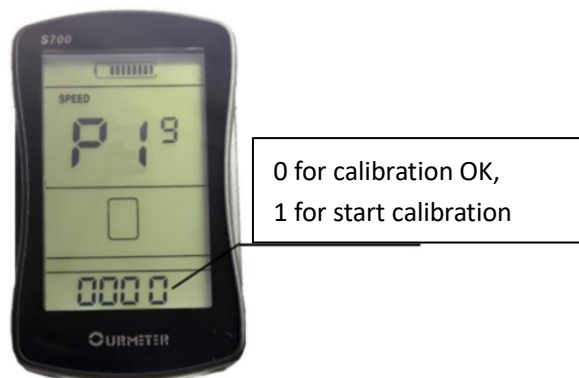 S700
SPEED
P19
0 for calibration OK,
1 for start calibration
0000
OURMETER